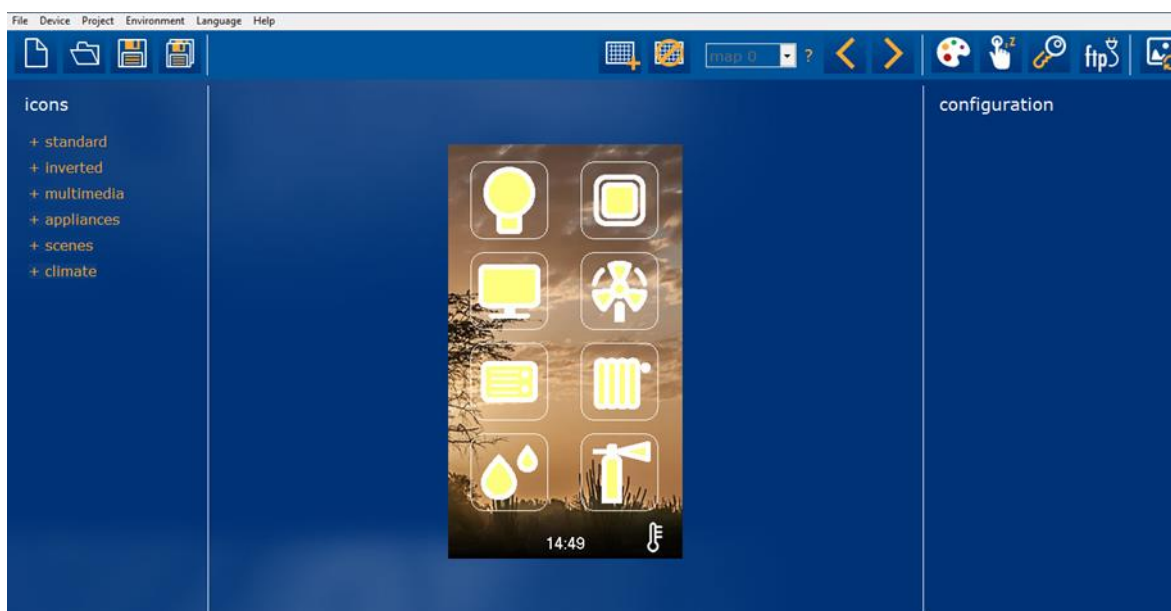 File Device Project Environment Language Help
map 0 ? ftp
icons
configuration
+ standard
+ inverted
+ multimedia
+ appliances
+ scenes
+ climate
14:49